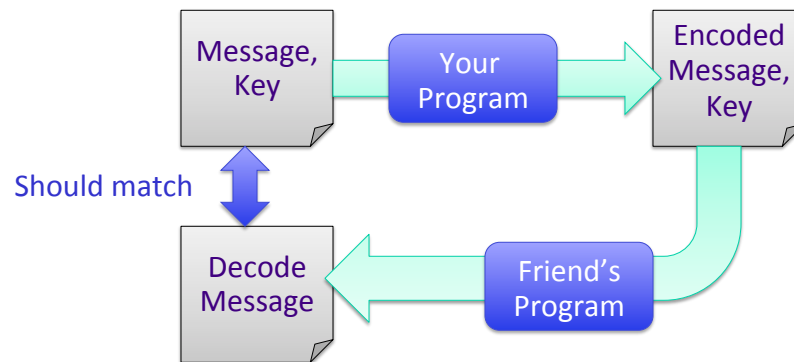 Message,
Key
Your
Program
Encoded
Message,
Key
Should match
Decode
Message
Friend’s
Program